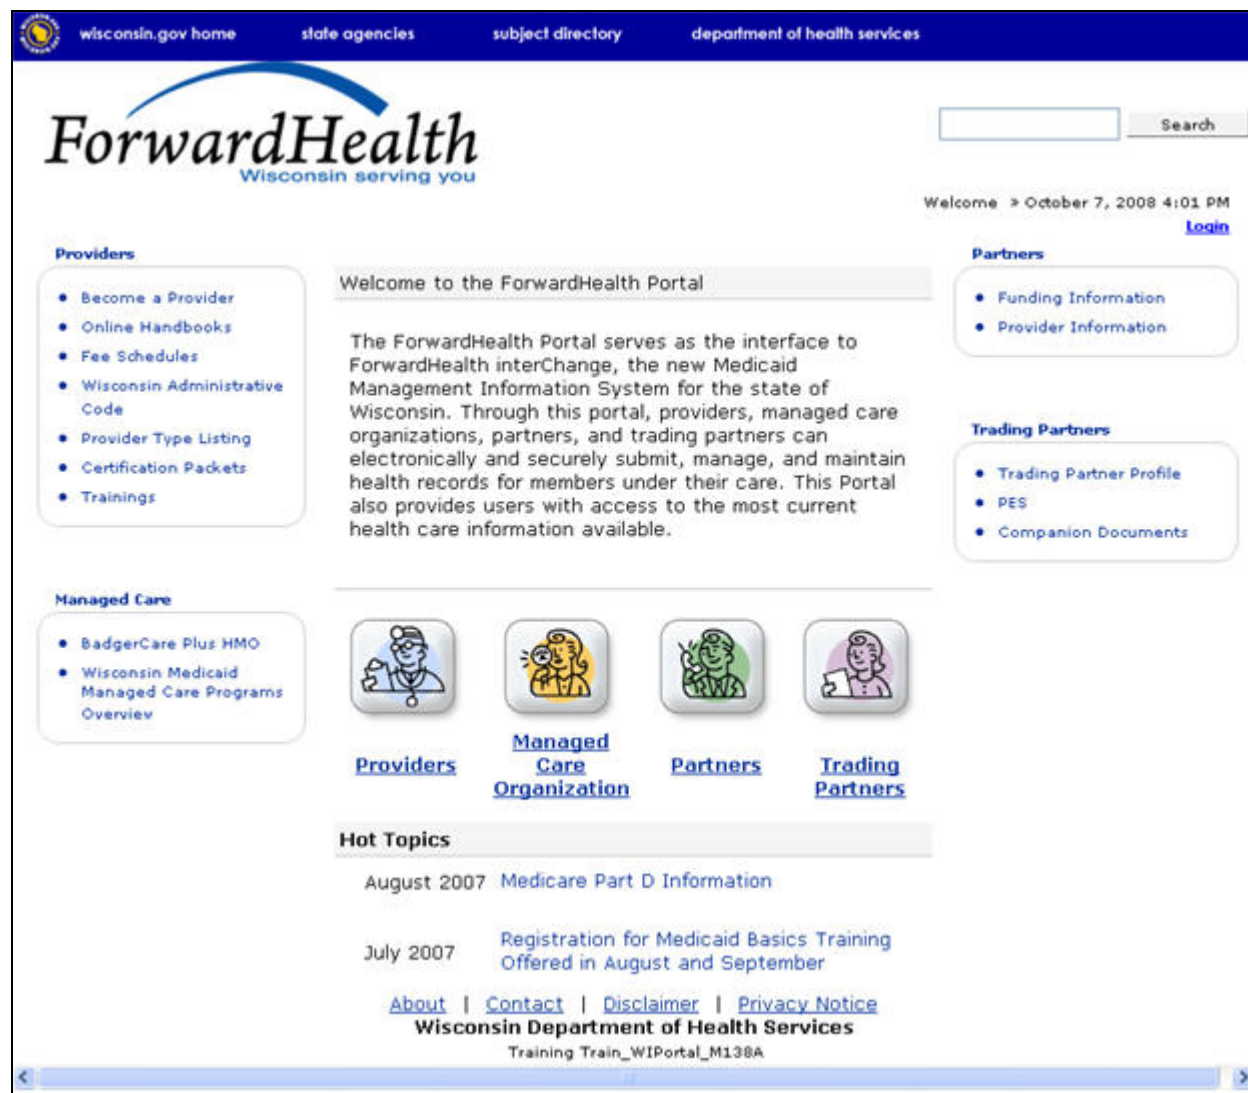 wisconsin.gov home state agencies subject directory department of health services
ForwardHealth
Wisconsin serving you
Search
Welcome » October 7, 2008 4:01 PM
Login
Providers
Become a Provider
Online Handbooks
Fee Schedules
Wisconsin Administrative
Code
Provider Type Listing
Certification Packets
Trainings
Managed Care
BadgerCare Plus HMO
Wisconsin Medicaid
Managed Care Programs
Overview
Welcome to the ForwardHealth Portal
The ForwardHealth Portal serves as the interface to
ForwardHealth interChange, the new Medicaid
Management Information System for the state of
Wisconsin. Through this portal, providers, managed care
organizations, partners, and trading partners can
electronically and securely submit, manage, and maintain
health records for members under their care. This Portal
also provides users with access to the most current
health care information available.
Providers
Managed
Care
Organization
Partners
Trading
Partners
Hot Topics
August 2007 Medicare Part D Information
July 2007 Registration for Medicaid Basics Training
Offered in August and September
About | Contact | Disclaimer | Privacy Notice
Wisconsin Department of Health Services
Training Train_WIPortal_M138A
Partners
Funding Information
Provider Information
Trading Partners
Trading Partner Profile
PES
Companion Documents